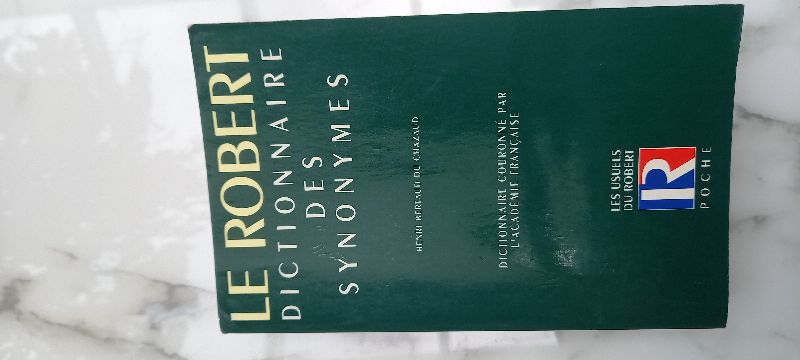 LE ROBERT
DICTIONNAIRE
DES
SYNONYMES
HENRI BERTAUD DU CHAZAUD
DICTIONNAIRE COURONNÉ PAR
L'ACADÉMIE FRANÇAISE
LES USUELS
DU ROBERT
R
POCHE